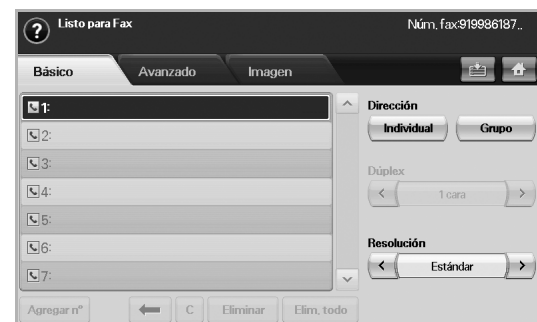 ? Listo para Fax Núm. fax:919986187..
Básico Avanzado Imagen
1: Dirección
Individual Grupo
2:
3: Dúplex
4: < 1 cara >
5:
6: Resolución
7: < Estándar >
Agregar nº C Eliminar Elim. todo